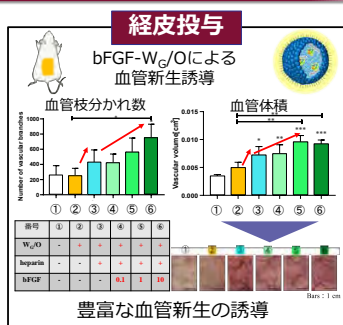 経皮投与
bFGF-WG/Oによる
血管新生誘導
血管枝分かれ数
Number of vascular branches
1000
800
600
400
200
0
① ② ③ ④ ⑤ ⑥
血管体積
Vascular volume[cm³]
0.015
0.010
0.005
0.000
** 
**
* ** *** ***
① ② ③ ④ ⑤ ⑥
番号 ① ② ③ ④ ⑤ ⑥
WG/O - + + + + +
heparin - - + + + +
bFGF - - - 0.1 1 10
① ② ③ ④ ⑤ ⑥
Bars : 1 cm
豊富な血管新生の誘導